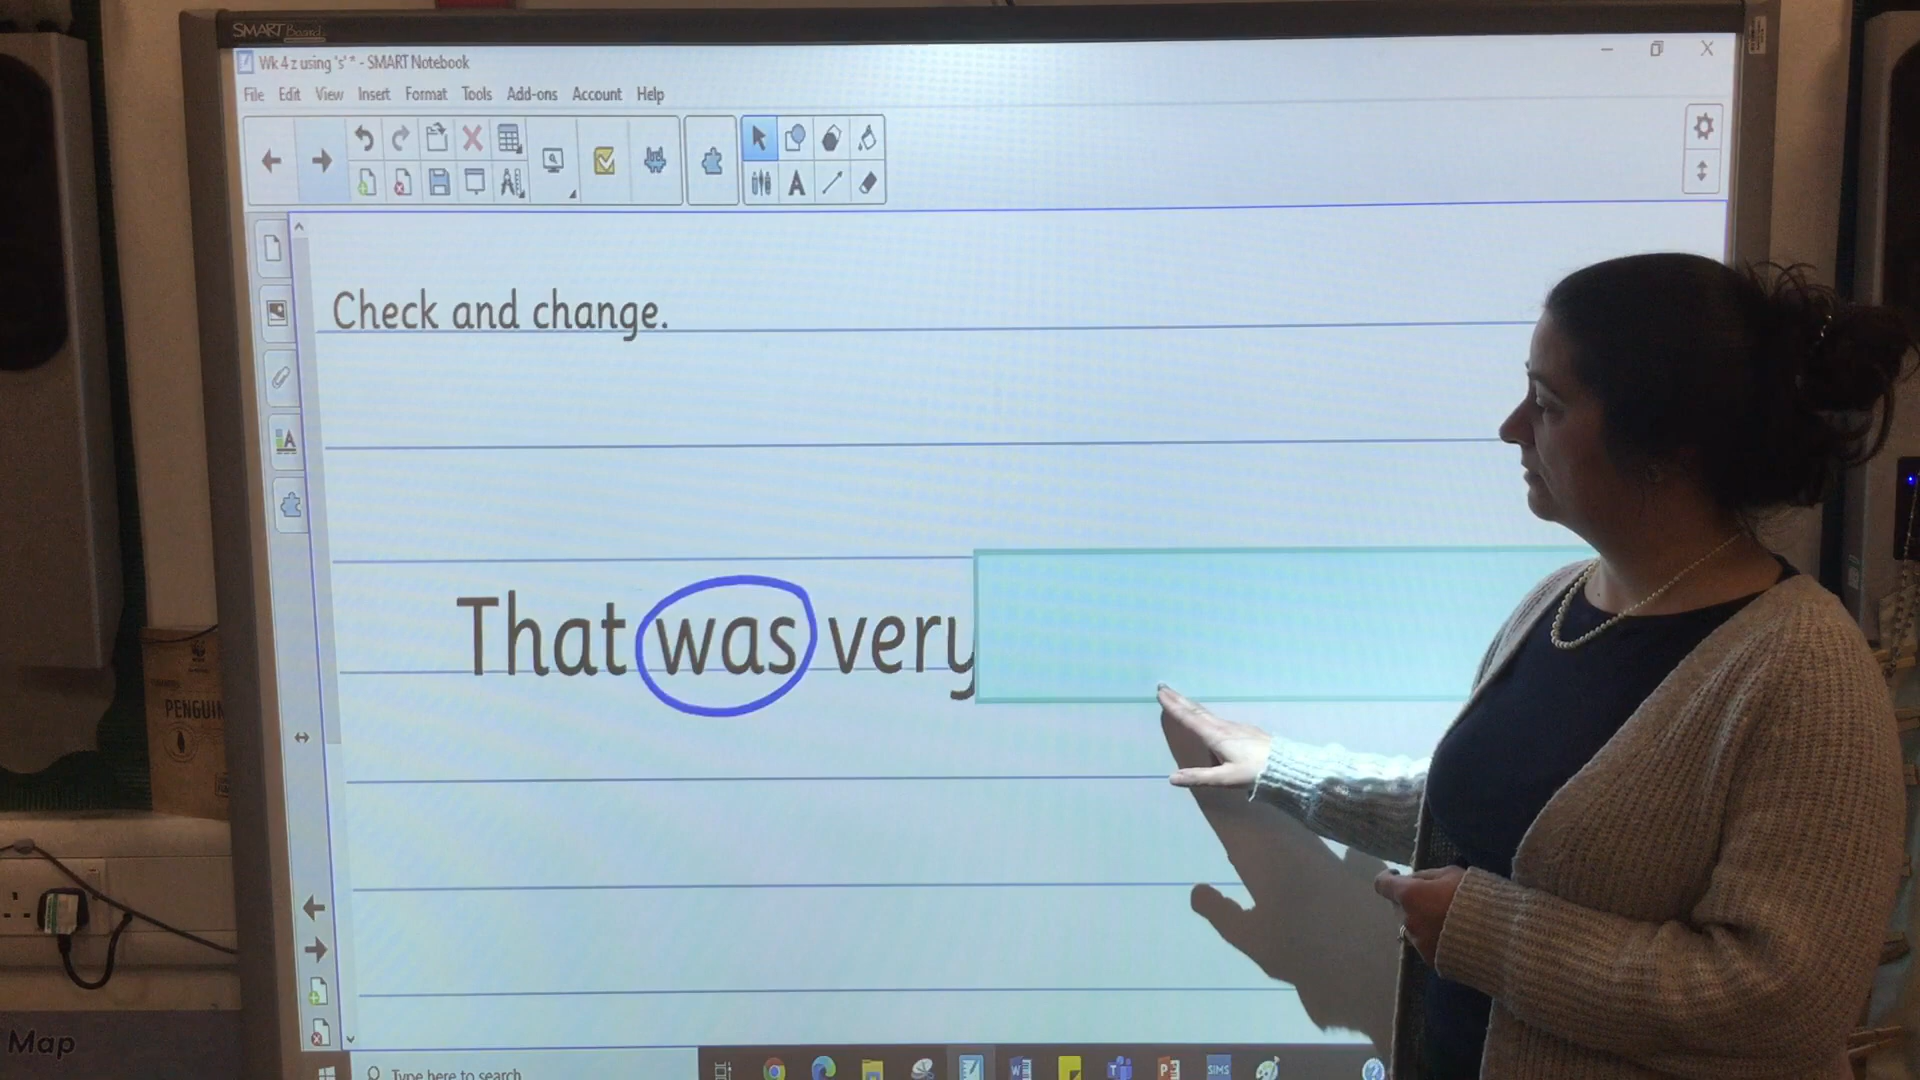 SMART Board
Wk 4 z using 's' * - SMART Notebook
File Edit View Insert Format Tools Add-ons Account Help
Check and change.
That was very
PENGUIN
Map
Type here to search
SIMS